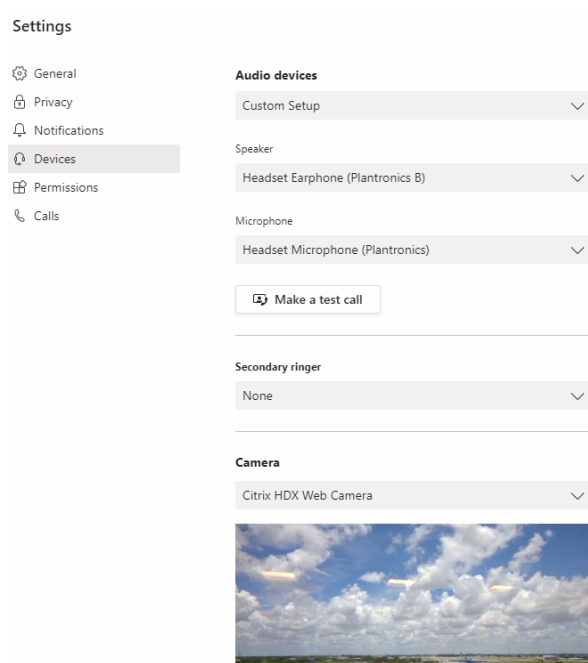 Settings
General
Privacy
Notifications
Devices
Permissions
Calls
Audio devices
Custom Setup
Speaker
Headset Earphone (Plantronics B)
Microphone
Headset Microphone (Plantronics)
Make a test call
Secondary ringer
None
Camera
Citrix HDX Web Camera